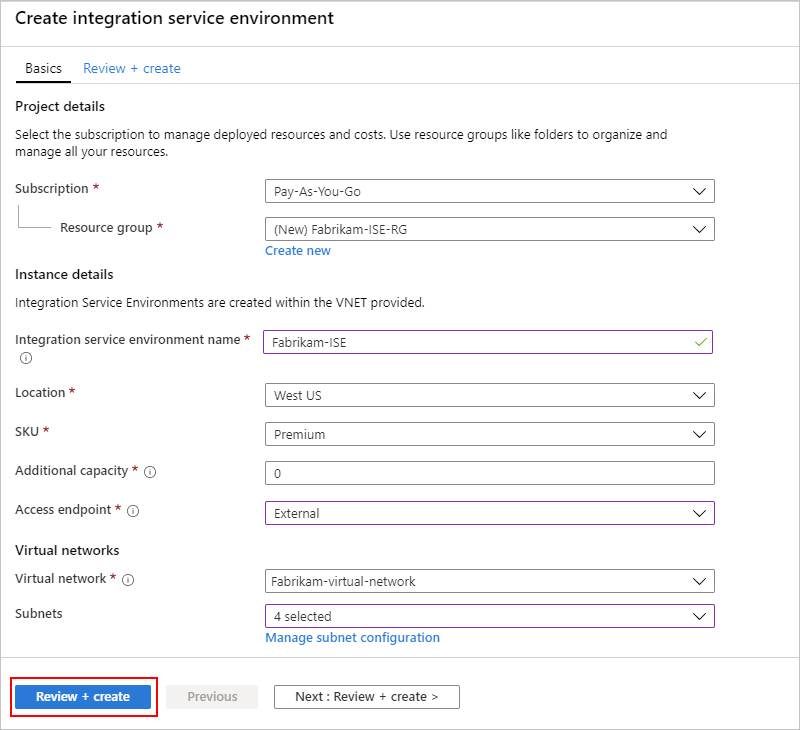 Create integration service environment
Basics
Review + create
Project details
Select the subscription to manage deployed resources and costs. Use resource groups like folders to organize and
manage all your resources.
Subscription *
Pay-As-You-Go
Resource group *
(New) Fabrikam-ISE-RG
Create new
Instance details
Integration Service Environments are created within the VNET provided.
Integration service environment name *
Fabrikam-ISE
Location *
West US
SKU *
Premium
Additional capacity *
0
Access endpoint *
External
Virtual networks
Virtual network *
Fabrikam-virtual-network
Subnets
4 selected
Manage subnet configuration
Review + create
Previous
Next : Review + create >